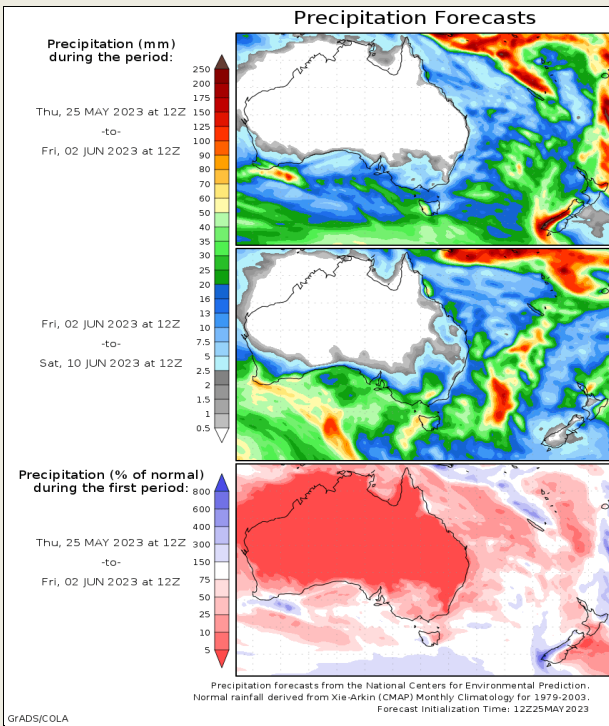 Precipitation Forecasts
Precipitation (mm)
during the period:
Thu, 25 MAY 2023 at 12Z
-to-
Fri, 02 JUN 2023 at 12Z
250
200
175
150
125
100
90
80
70
60
50
40
35
30
25
20
16
13
10
7.5
5
2.5
2
1.5
1
0.5
Fri, 02 JUN 2023 at 12Z
-to-
Sat, 10 JUN 2023 at 12Z
Precipitation (% of normal)
during the first period:
Thu, 25 MAY 2023 at 12Z
-to-
Fri, 02 JUN 2023 at 12Z
800
600
400
300
150
75
50
25
10
5
Precipitation forecasts from the National Centers for Environmental Prediction.
Normal rainfall derived from Xie-Arkin (CMAP) Monthly Climatology for 1979-2003.
Forecast Initialization Time: 12Z25MAY2023
GrADS/COLA